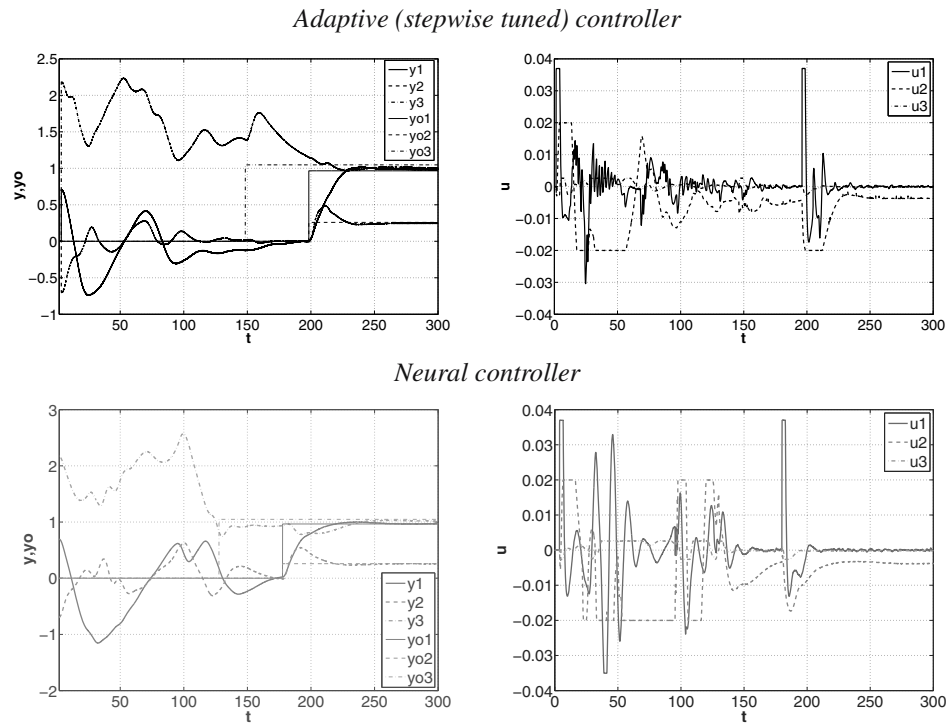 Adaptive (stepwise tuned) controller
2.5
2
1.5
1
0.5
0
−0.5
−1
y,yo
50 100 150 200 250 300
t
y1
y2
y3
yo1
yo2
yo3
0.04
0.03
0.02
0.01
0
−0.01
−0.02
−0.03
−0.04
u
0 50 100 150 200 250 300
t
u1
u2
u3
Neural controller
3
2
1
0
−1
−2
y,yo
50 100 150 200 250 300
t
y1
y2
y3
yo1
yo2
yo3
0.04
0.03
0.02
0.01
0
−0.01
−0.02
−0.03
−0.04
u
0 50 100 150 200 250 300
t
u1
u2
u3